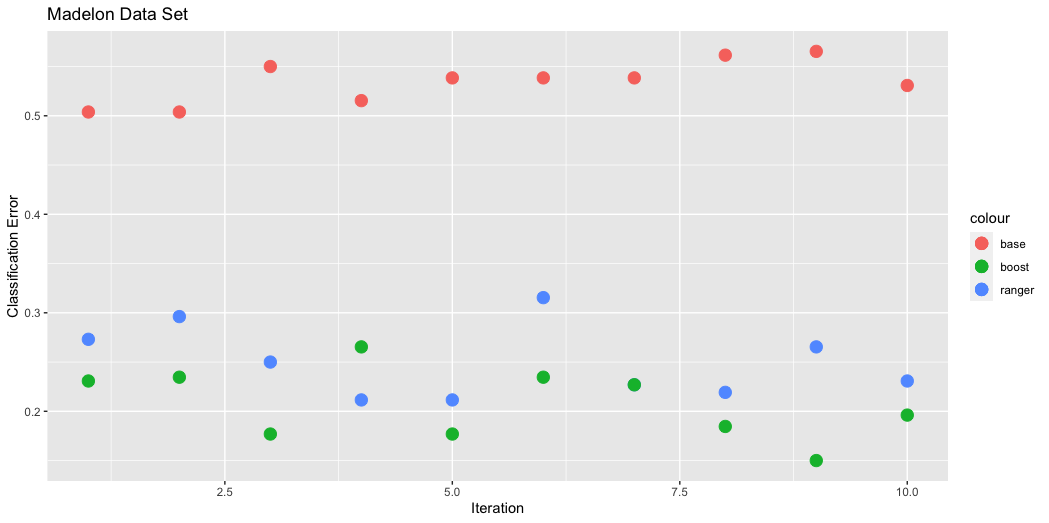 Madelon Data Set
Classification Error
0.5
0.4
0.3
0.2
2.5
5.0
7.5
10.0
Iteration
colour
base
boost
ranger